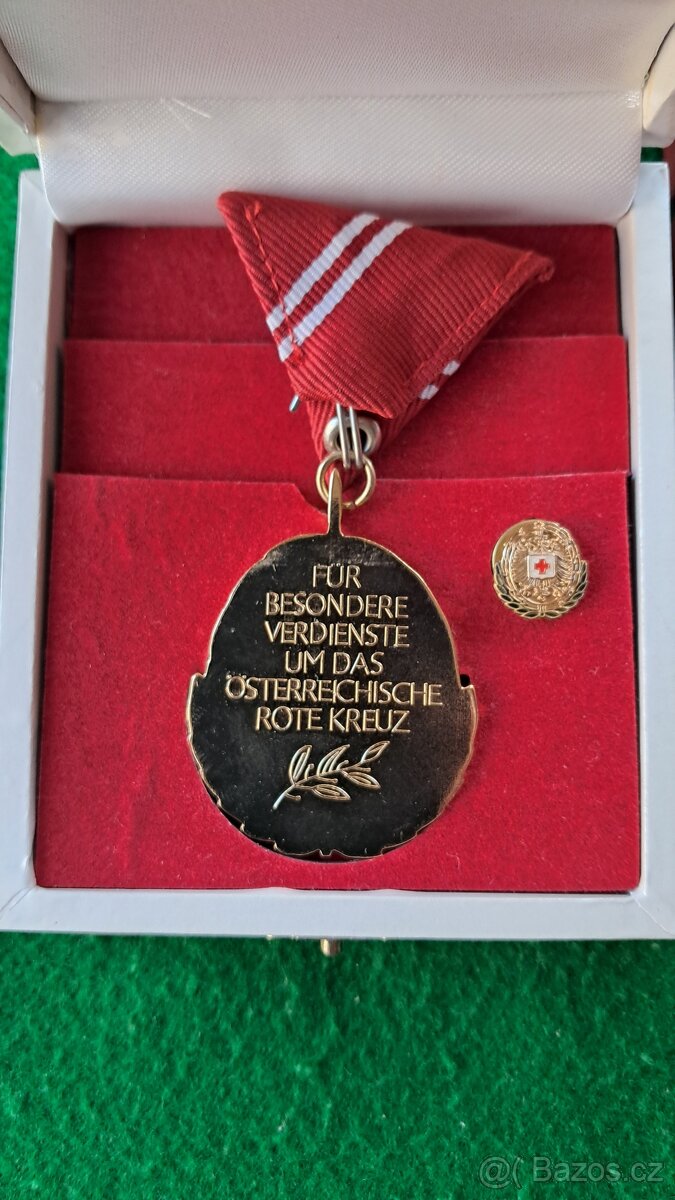 FÜR
BESONDERE
VERDIENSTE
UM DAS
ÖSTERREICHISCHE
ROTE KREUZ
@( Bazos.cz